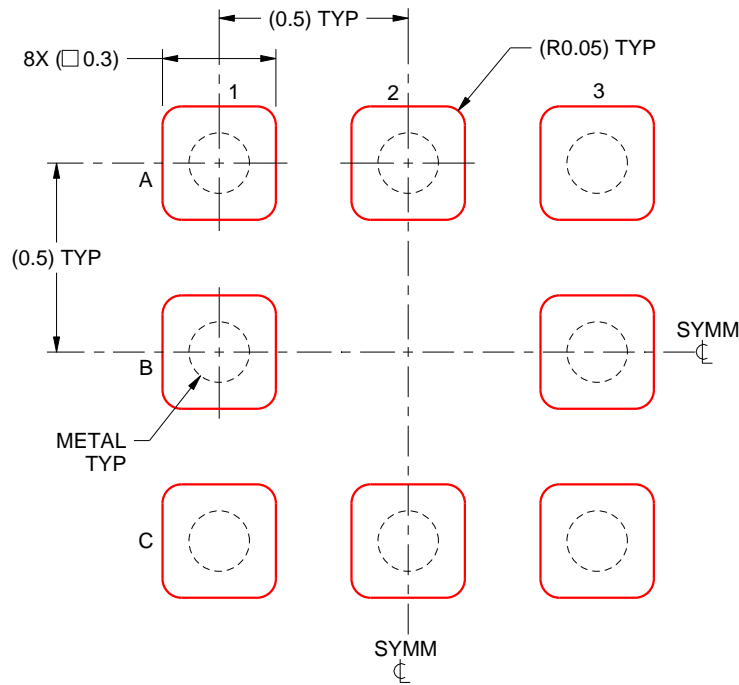 (0.5) TYP
8X (□ 0.3)
(R0.05) TYP
1
2
3
A
(0.5) TYP
SYMM
℄
B
METAL
TYP
C
SYMM
℄